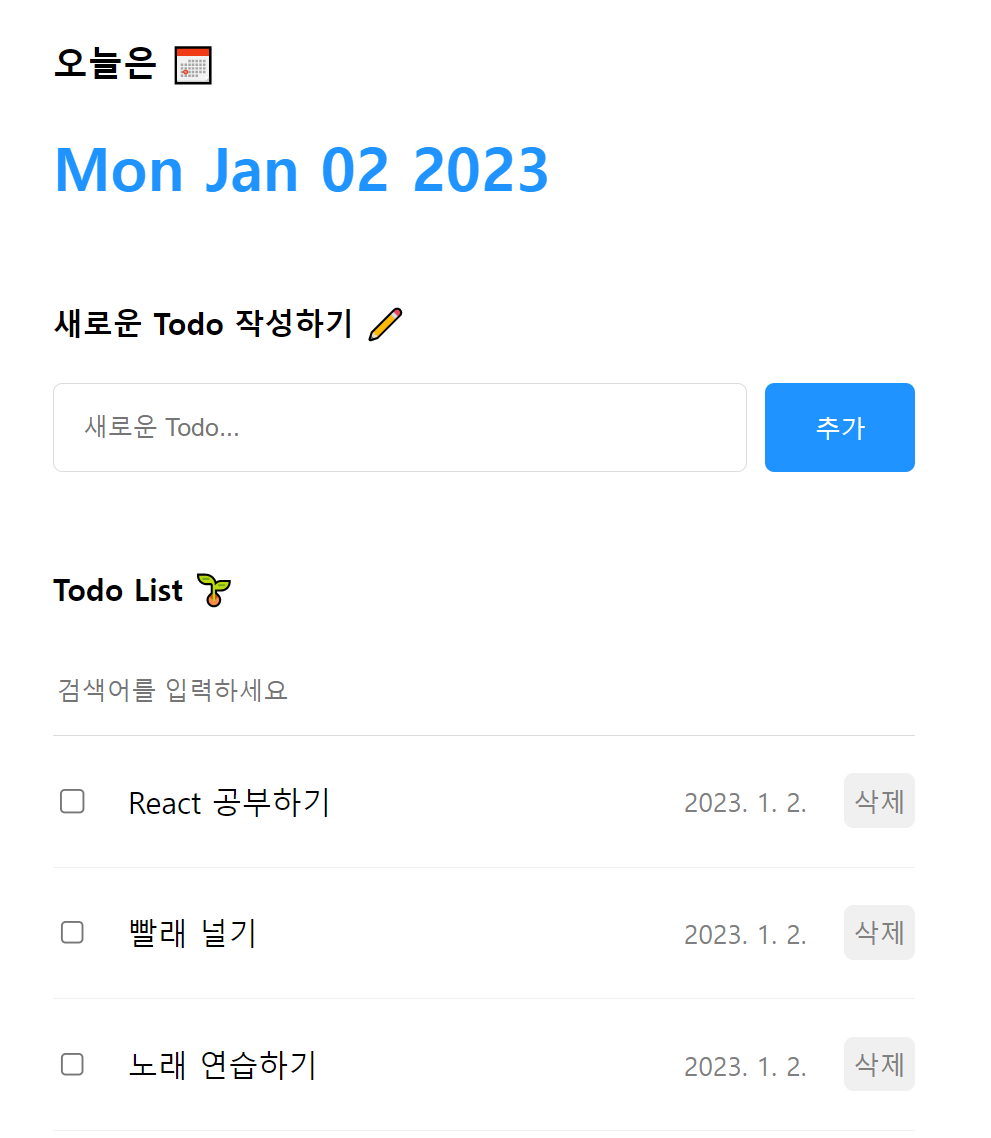 오늘은 📅
Mon Jan 02 2023
새로운 Todo 작성하기 ✏️
새로운 Todo...
추가
Todo List 🌱
검색어를 입력하세요
React 공부하기 2023. 1. 2. 삭제
빨래 널기 2023. 1. 2. 삭제
노래 연습하기 2023. 1. 2. 삭제